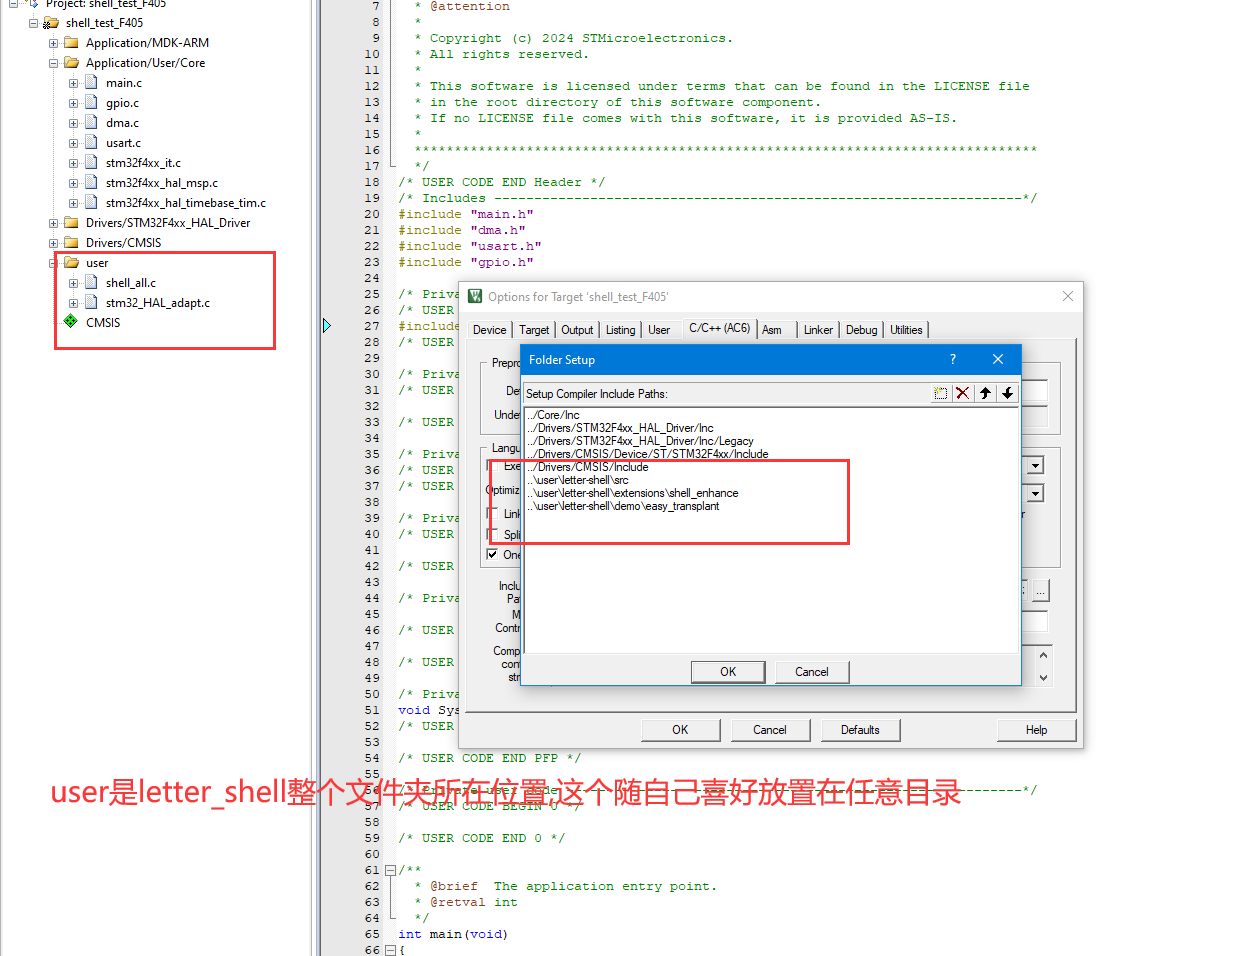 Project: shell_test_F405
shell_test_F405
Application/MDK-ARM
Application/User/Core
main.c
gpio.c
dma.c
usart.c
stm32f4xx_it.c
stm32f4xx_hal_msp.c
stm32f4xx_hal_timebase_tim.c
Drivers/STM32F4xx_HAL_Driver
Drivers/CMSIS
user
shell_all.c
stm32_HAL_adapt.c
CMSIS
7 * @attention
8 *
9 * Copyright (c) 2024 STMicroelectronics.
10 * All rights reserved.
11 *
12 * This software is licensed under terms that can be found in the LICENSE file
13 * in the root directory of this software component.
14 * If no LICENSE file comes with this software, it is provided AS-IS.
15 *
16 ******************************************************************************
17 */
18 /* USER CODE END Header */
19 /* Includes ------------------------------------------------------------------*/
20 #include "main.h"
21 #include "dma.h"
22 #include "usart.h"
23 #include "gpio.h"
24
25 /* Priva
26 /* USER
27 #include
28 /* USER
29
30 /* Priva
31 /* USER
32
33 /* USER
34
35 /* Priva
36 /* USER
37 /* USER
38
39 /* Priva
40 /* USER
41
42 /* USER
43
44 /* Priva
45
46 /* USER
47
48 /* USER
49
50 /* Priva
51 void Sys
52 /* USER
53
54 /* USER CODE END PFP */
55
56 /* Private user code ---------------------------------------------------------*/
57 /* USER CODE BEGIN 0 */
58
59 /* USER CODE END 0 */
60
61 /**
62 * @brief  The application entry point.
63 * @retval int
64 */
65 int main(void)
66 {
Options for Target 'shell_test_F405'
Device Target Output Listing User C/C++ (AC6) Asm Linker Debug Utilities
Prepro
De
Unde
Langu
Exe
Optimiz
Link
Spli
One
r
Inclu
Pa
M
Contr
Comp
con
str
...
OK Cancel Defaults Help
Folder Setup ?
Setup Compiler Include Paths:
../Core/Inc
../Drivers/STM32F4xx_HAL_Driver/Inc
../Drivers/STM32F4xx_HAL_Driver/Inc/Legacy
../Drivers/CMSIS/Device/ST/STM32F4xx/Include
../Drivers/CMSIS/Include
..\user\letter-shell\src
..\user\letter-shell\extensions\shell_enhance
..\user\letter-shell\demo\easy_transplant
OK Cancel
user是letter_shell整个文件夹所在位置,这个随自己喜好放置在任意目录